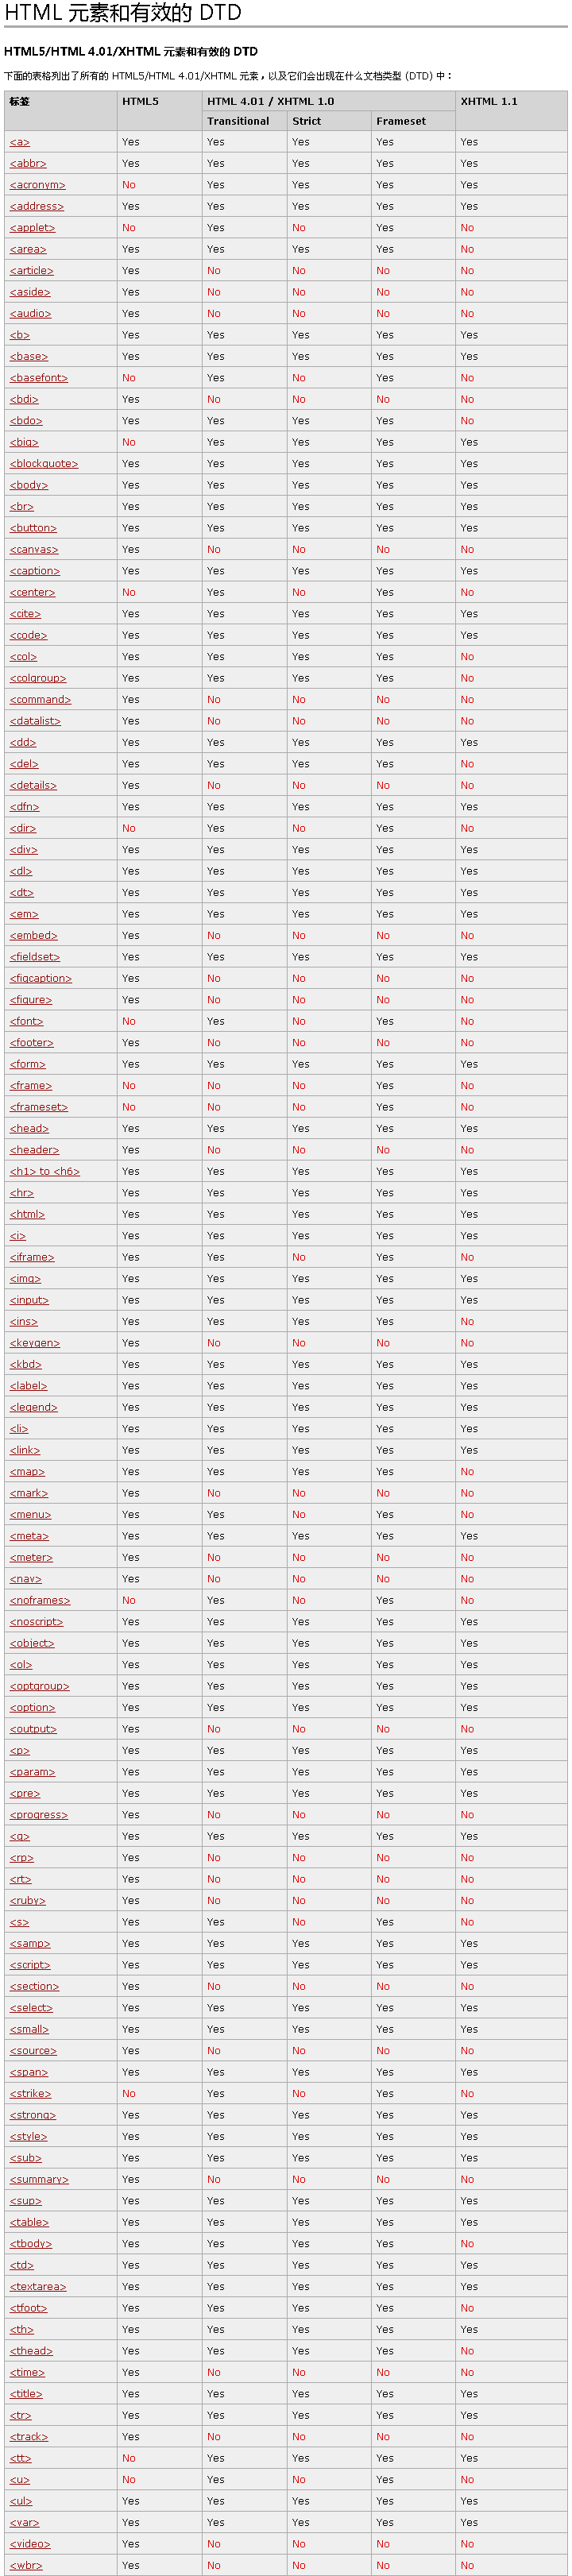 HTML 元素和有效的 DTD
HTML5/HTML 4.01/XHTML 元素和有效的 DTD
下面的表格列出了所有的 HTML5/HTML 4.01/XHTML 元素，以及它们会出现在什么文档类型 (DTD) 中：
标签 HTML5 HTML 4.01 / XHTML 1.0 XHTML 1.1
Transitional Strict Frameset
<a> Yes Yes Yes Yes Yes
<abbr> Yes Yes Yes Yes Yes
<acronym> No Yes Yes Yes Yes
<address> Yes Yes Yes Yes Yes
<applet> No Yes No Yes No
<area> Yes Yes Yes Yes No
<article> Yes No No No No
<aside> Yes No No No No
<audio> Yes No No No No
<b> Yes Yes Yes Yes Yes
<base> Yes Yes Yes Yes Yes
<basefont> No Yes No Yes No
<bdi> Yes No No No No
<bdo> Yes Yes Yes Yes No
<big> No Yes Yes Yes Yes
<blockquote> Yes Yes Yes Yes Yes
<body> Yes Yes Yes Yes Yes
<br> Yes Yes Yes Yes Yes
<button> Yes Yes Yes Yes Yes
<canvas> Yes No No No No
<caption> Yes Yes Yes Yes Yes
<center> No Yes No Yes No
<cite> Yes Yes Yes Yes Yes
<code> Yes Yes Yes Yes Yes
<col> Yes Yes Yes Yes No
<colgroup> Yes Yes Yes Yes No
<command> Yes No No No No
<datalist> Yes No No No No
<dd> Yes Yes Yes Yes Yes
<del> Yes Yes Yes Yes No
<details> Yes No No No No
<dfn> Yes Yes Yes Yes Yes
<dir> No Yes No Yes No
<div> Yes Yes Yes Yes Yes
<dl> Yes Yes Yes Yes Yes
<dt> Yes Yes Yes Yes Yes
<em> Yes Yes Yes Yes Yes
<embed> Yes No No No No
<fieldset> Yes Yes Yes Yes Yes
<figcaption> Yes No No No No
<figure> Yes No No No No
<font> No Yes No Yes No
<footer> Yes No No No No
<form> Yes Yes Yes Yes Yes
<frame> No No No Yes No
<frameset> No No No Yes No
<head> Yes Yes Yes Yes Yes
<header> Yes No No No No
<h1> to <h6> Yes Yes Yes Yes Yes
<hr> Yes Yes Yes Yes Yes
<html> Yes Yes Yes Yes Yes
<i> Yes Yes Yes Yes Yes
<iframe> Yes Yes No Yes No
<img> Yes Yes Yes Yes Yes
<input> Yes Yes Yes Yes Yes
<ins> Yes Yes Yes Yes No
<keygen> Yes No No No No
<kbd> Yes Yes Yes Yes Yes
<label> Yes Yes Yes Yes Yes
<legend> Yes Yes Yes Yes Yes
<li> Yes Yes Yes Yes Yes
<link> Yes Yes Yes Yes Yes
<map> Yes Yes Yes Yes No
<mark> Yes No No No No
<menu> Yes Yes No Yes No
<meta> Yes Yes Yes Yes Yes
<meter> Yes No No No No
<nav> Yes No No No No
<noframes> No Yes No Yes No
<noscript> Yes Yes Yes Yes Yes
<object> Yes Yes Yes Yes Yes
<ol> Yes Yes Yes Yes Yes
<optgroup> Yes Yes Yes Yes Yes
<option> Yes Yes Yes Yes Yes
<output> Yes No No No No
<p> Yes Yes Yes Yes Yes
<param> Yes Yes Yes Yes Yes
<pre> Yes Yes Yes Yes Yes
<progress> Yes No No No No
<q> Yes Yes Yes Yes Yes
<rp> Yes No No No No
<rt> Yes No No No No
<ruby> Yes No No No No
<s> Yes Yes No Yes No
<samp> Yes Yes Yes Yes Yes
<script> Yes Yes Yes Yes Yes
<section> Yes No No No No
<select> Yes Yes Yes Yes Yes
<small> Yes Yes Yes Yes Yes
<source> Yes No No No No
<span> Yes Yes Yes Yes Yes
<strike> No Yes No Yes No
<strong> Yes Yes Yes Yes Yes
<style> Yes Yes Yes Yes Yes
<sub> Yes Yes Yes Yes Yes
<summary> Yes No No No No
<sup> Yes Yes Yes Yes Yes
<table> Yes Yes Yes Yes Yes
<tbody> Yes Yes Yes Yes No
<td> Yes Yes Yes Yes Yes
<textarea> Yes Yes Yes Yes Yes
<tfoot> Yes Yes Yes Yes No
<th> Yes Yes Yes Yes Yes
<thead> Yes Yes Yes Yes No
<time> Yes No No No No
<title> Yes Yes Yes Yes Yes
<tr> Yes Yes Yes Yes Yes
<track> Yes No No No No
<tt> No Yes Yes Yes Yes
<u> No Yes No Yes No
<ul> Yes Yes Yes Yes Yes
<var> Yes Yes Yes Yes Yes
<video> Yes No No No No
<wbr> Yes No No No No